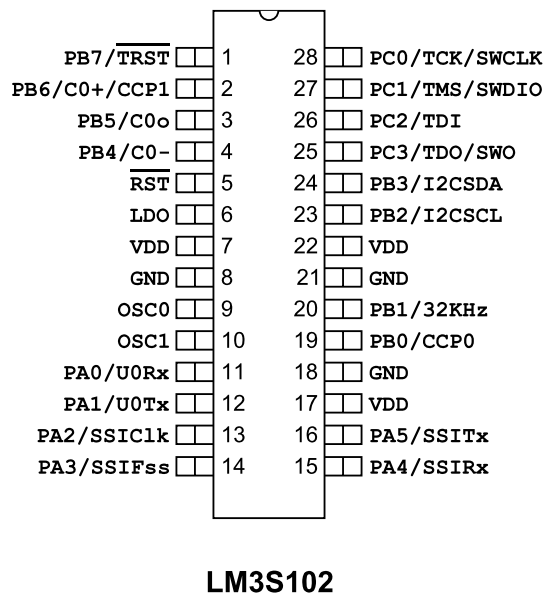 PB7/TRST 1 28 PC0/TCK/SWCLK
PB6/C0+/CCP1 2 27 PC1/TMS/SWDIO
PB5/C0o 3 26 PC2/TDI
PB4/C0- 4 25 PC3/TDO/SWO
RST 5 24 PB3/I2CSDA
LDO 6 23 PB2/I2CSCL
VDD 7 22 VDD
GND 8 21 GND
OSC0 9 20 PB1/32KHz
OSC1 10 19 PB0/CCP0
PA0/U0Rx 11 18 GND
PA1/U0Tx 12 17 VDD
PA2/SSIClk 13 16 PA5/SSITx
PA3/SSIFss 14 15 PA4/SSIRx
LM3S102